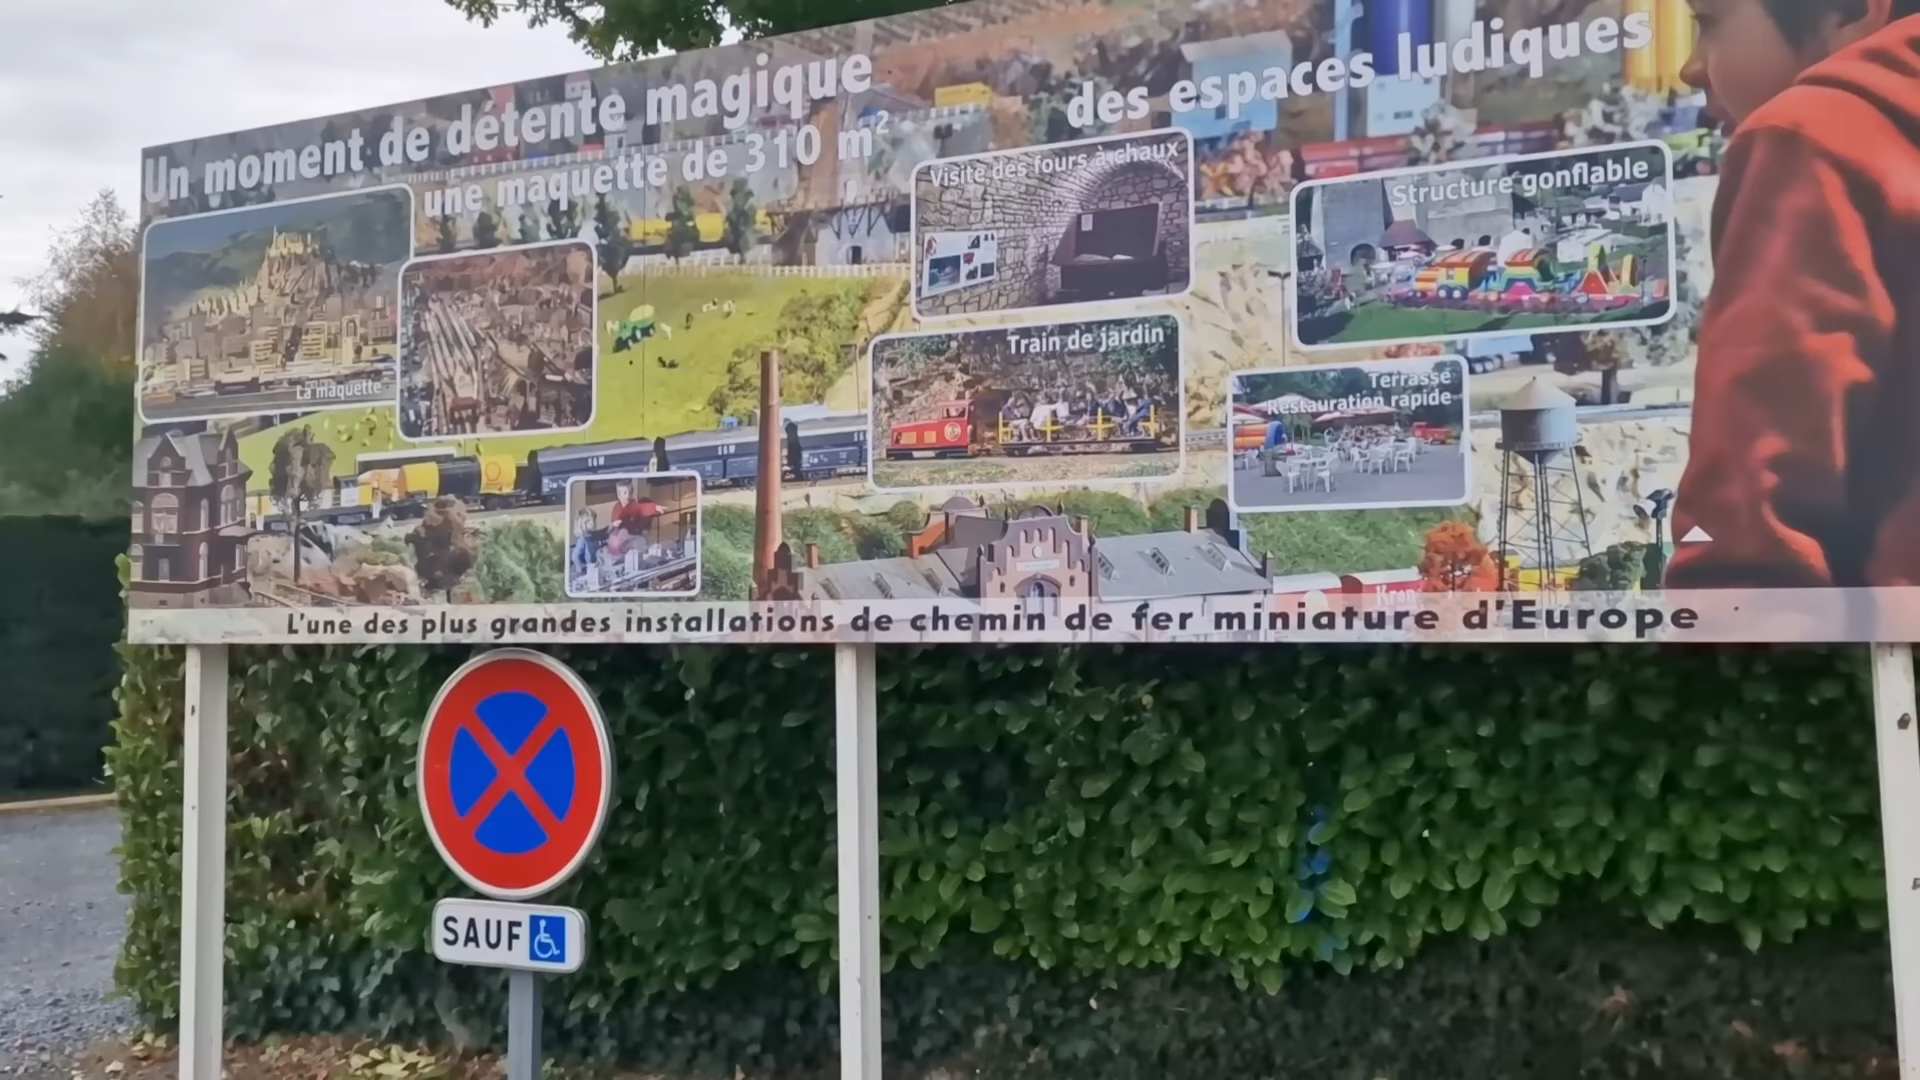 Un moment de détente magique
une maquette de 310 m²
des espaces ludiques
Visite des fours à chaux
Structure gonflable
La maquette
Train de jardin
Terrasse
Restauration rapide
L'une des plus grandes installations de chemin de fer miniature d'Europe
SAUF